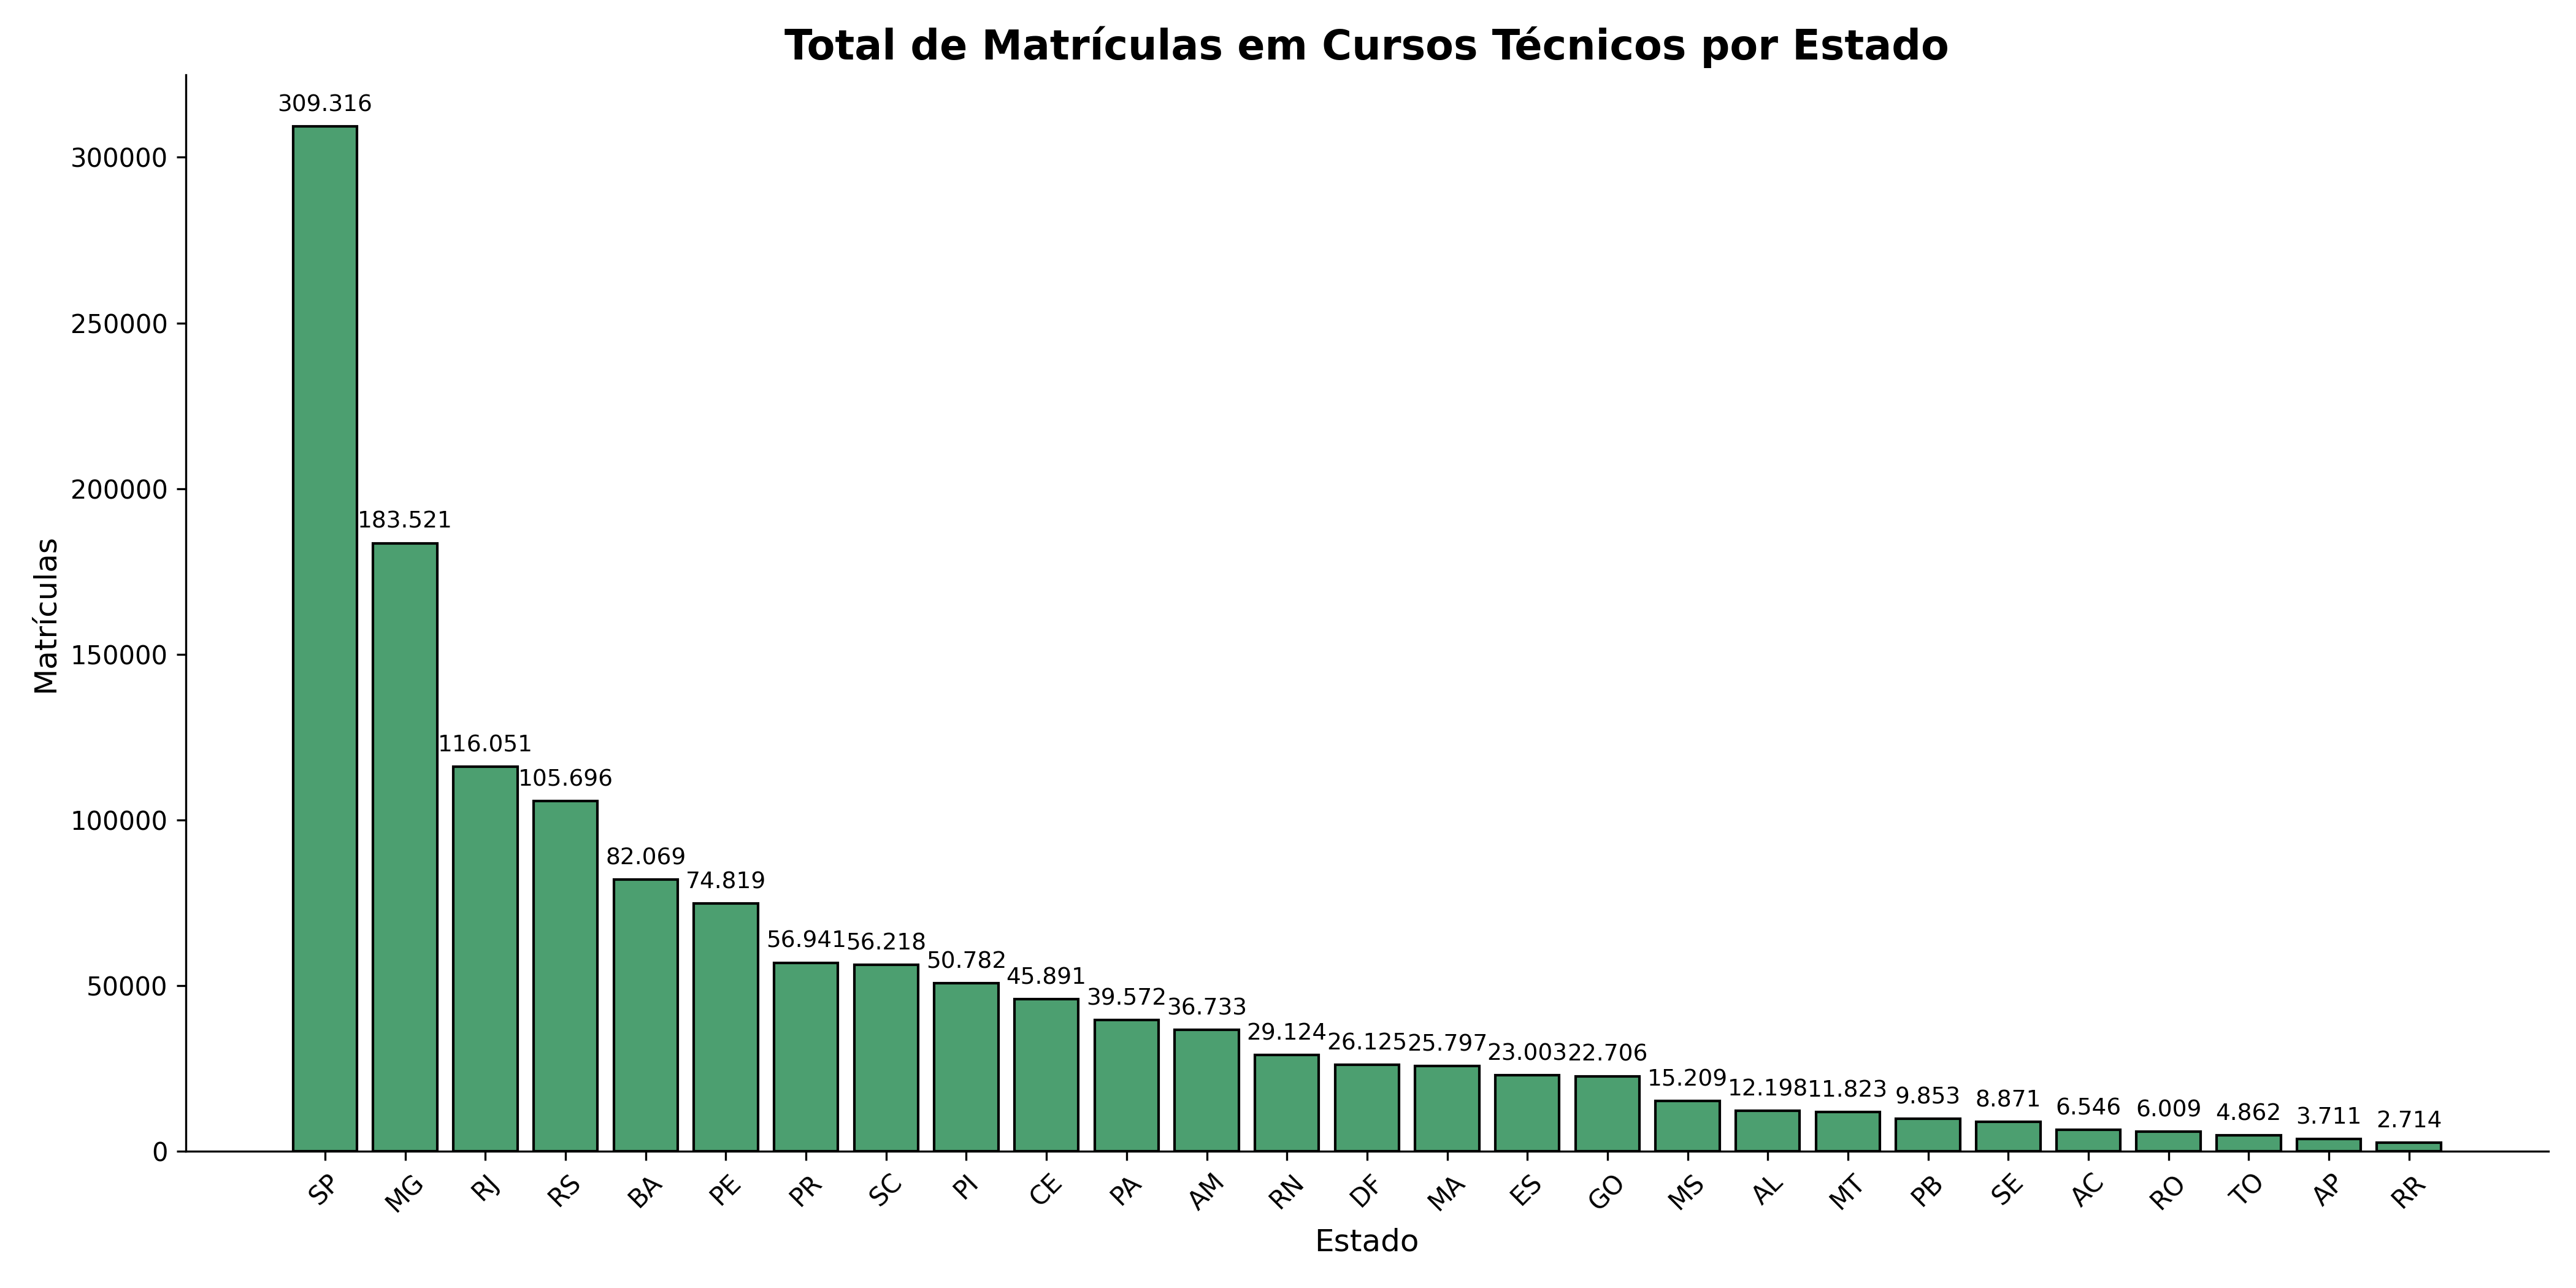 Total de Matrículas em Cursos Técnicos por Estado
Matrículas
300000
250000
200000
150000
100000
50000
0
309.316
183.521
116.051
105.696
82.069
74.819
56.941
56.218
50.782
45.891
39.572
36.733
29.124
26.125
25.797
23.003
22.706
15.209
12.198
11.823
9.853
8.871
6.546
6.009
4.862
3.711
2.714
SP
MG
RJ
RS
BA
PE
PR
SC
PI
CE
PA
AM
RN
DF
MA
ES
GO
MS
AL
MT
PB
SE
AC
RO
TO
AP
RR
Estado